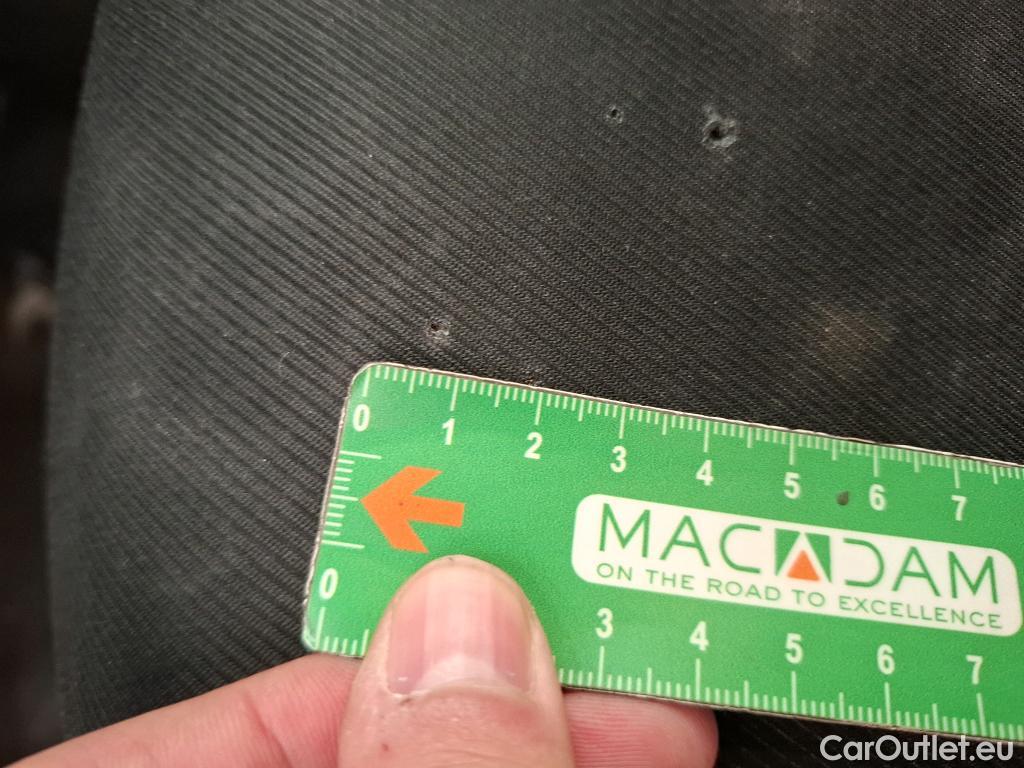 0 1 2 3 4 5 6 7
MACADAM
ON THE ROAD TO EXCELLENCE
0 3 4 5 6 7
CarOutlet.eu